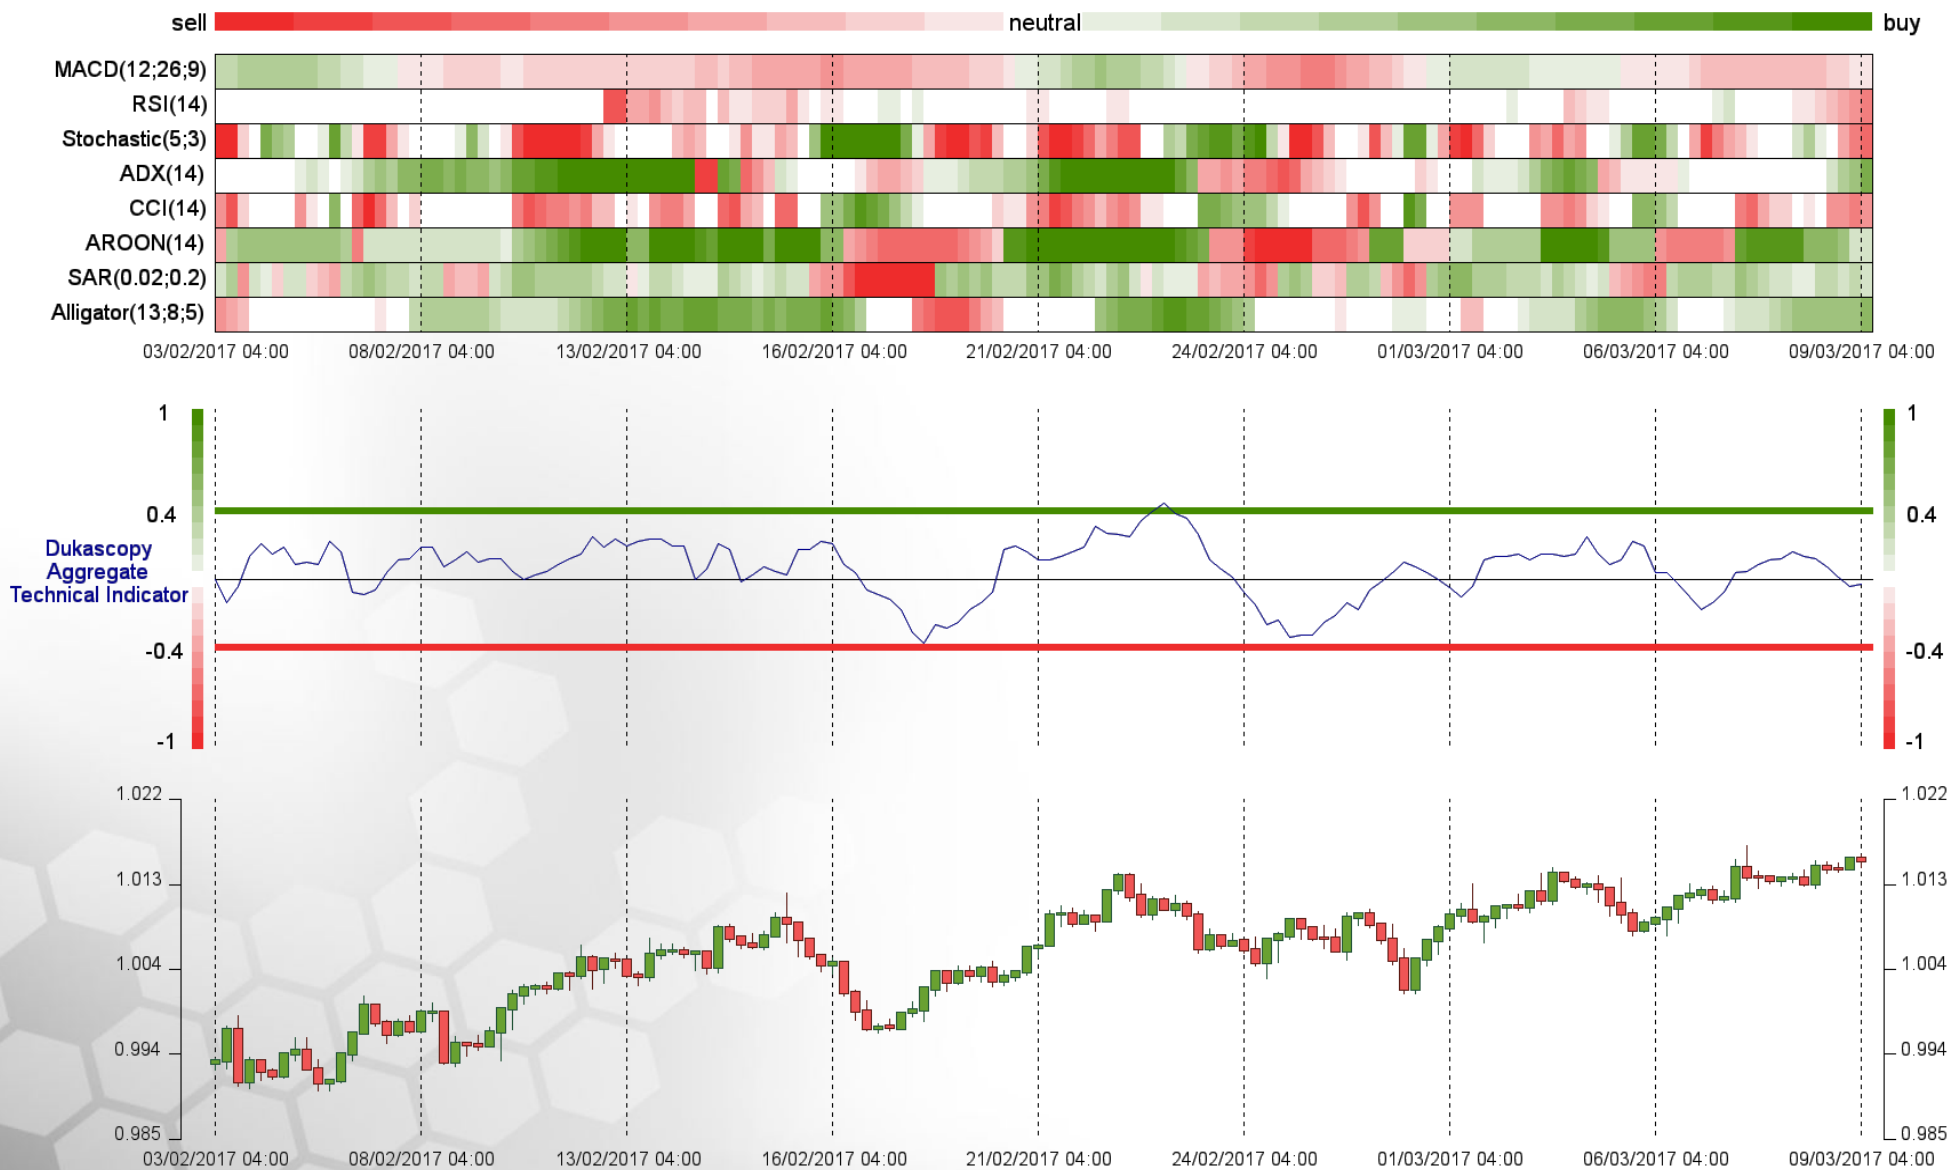 sell neutral buy
MACD(12;26;9)
RSI(14)
Stochastic(5;3)
ADX(14)
CCI(14)
AROON(14)
SAR(0.02;0.2)
Alligator(13;8;5)
03/02/2017 04:00 08/02/2017 04:00 13/02/2017 04:00 16/02/2017 04:00 21/02/2017 04:00 24/02/2017 04:00 01/03/2017 04:00 06/03/2017 04:00 09/03/2017 04:00
1 1
0.4 0.4
Dukascopy
Aggregate
Technical Indicator
-0.4 -0.4
-1 -1
1.022 1.022
1.013 1.013
1.004 1.004
0.994 0.994
0.985 0.985
03/02/2017 04:00 08/02/2017 04:00 13/02/2017 04:00 16/02/2017 04:00 21/02/2017 04:00 24/02/2017 04:00 01/03/2017 04:00 06/03/2017 04:00 09/03/2017 04:00